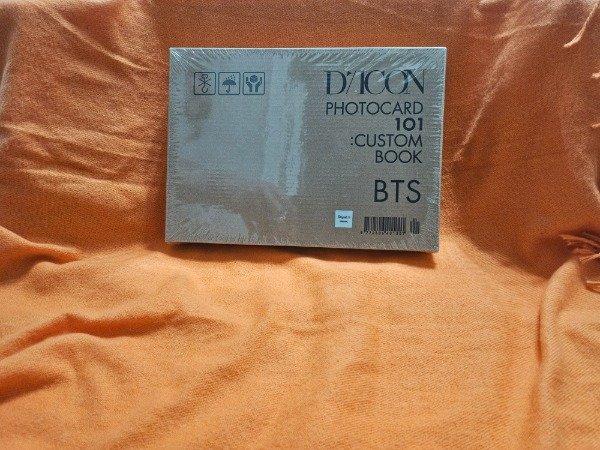 D/ICON
PHOTOCARD
101
:CUSTOM
BOOK
BTS